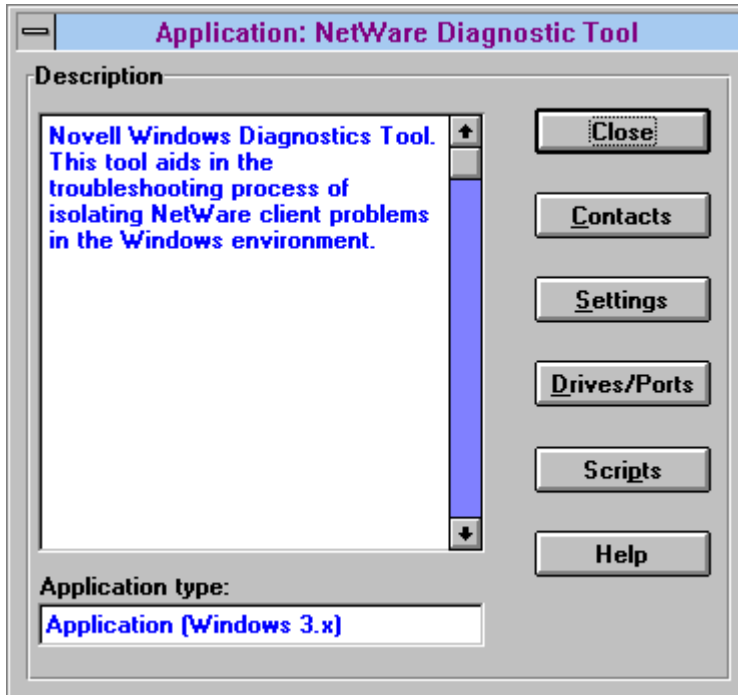 Application: NetWare Diagnostic Tool
Description
Novell Windows Diagnostics Tool.
This tool aids in the
troubleshooting process of
isolating NetWare client problems
in the Windows environment.
Close
Contacts
Settings
Drives/Ports
Scripts
Help
Application type:
Application (Windows 3.x)